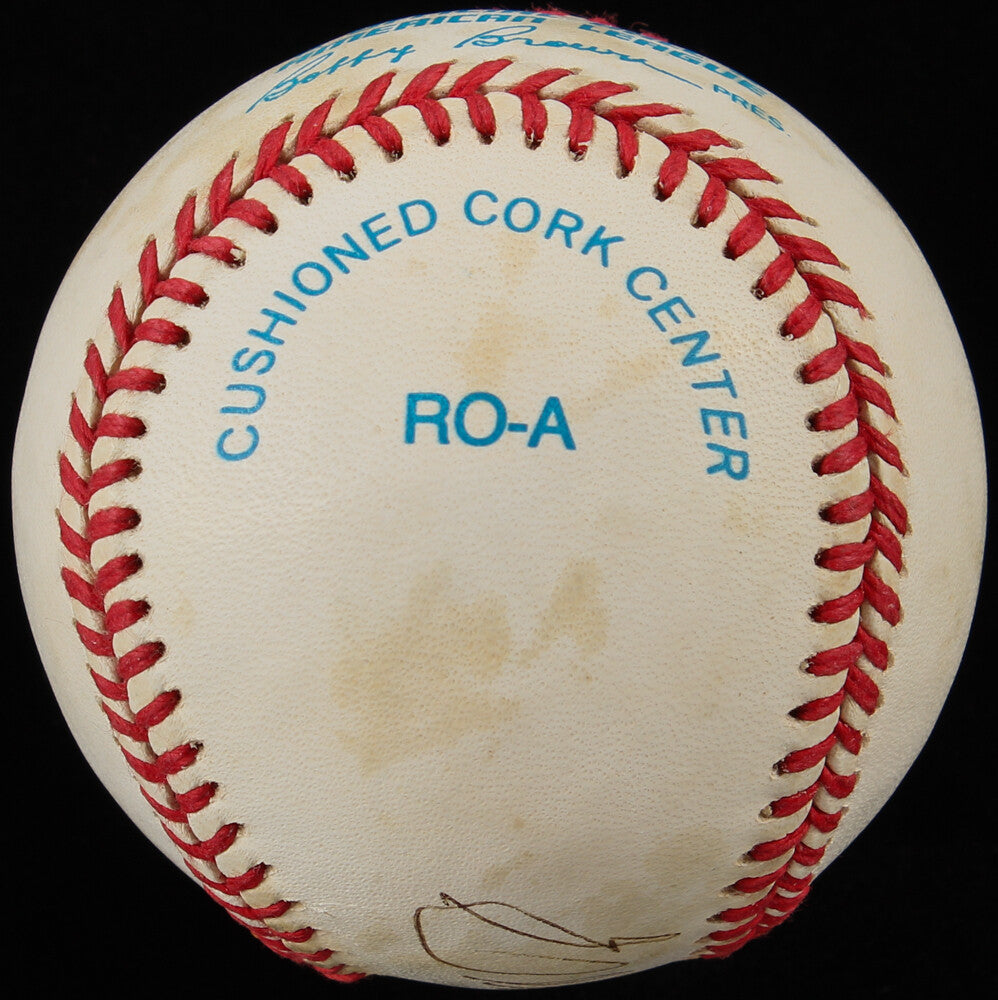 AMERICAN LEAGUE
Bobby Brown PRES.
CUSHIONED CORK CENTER
RO-A